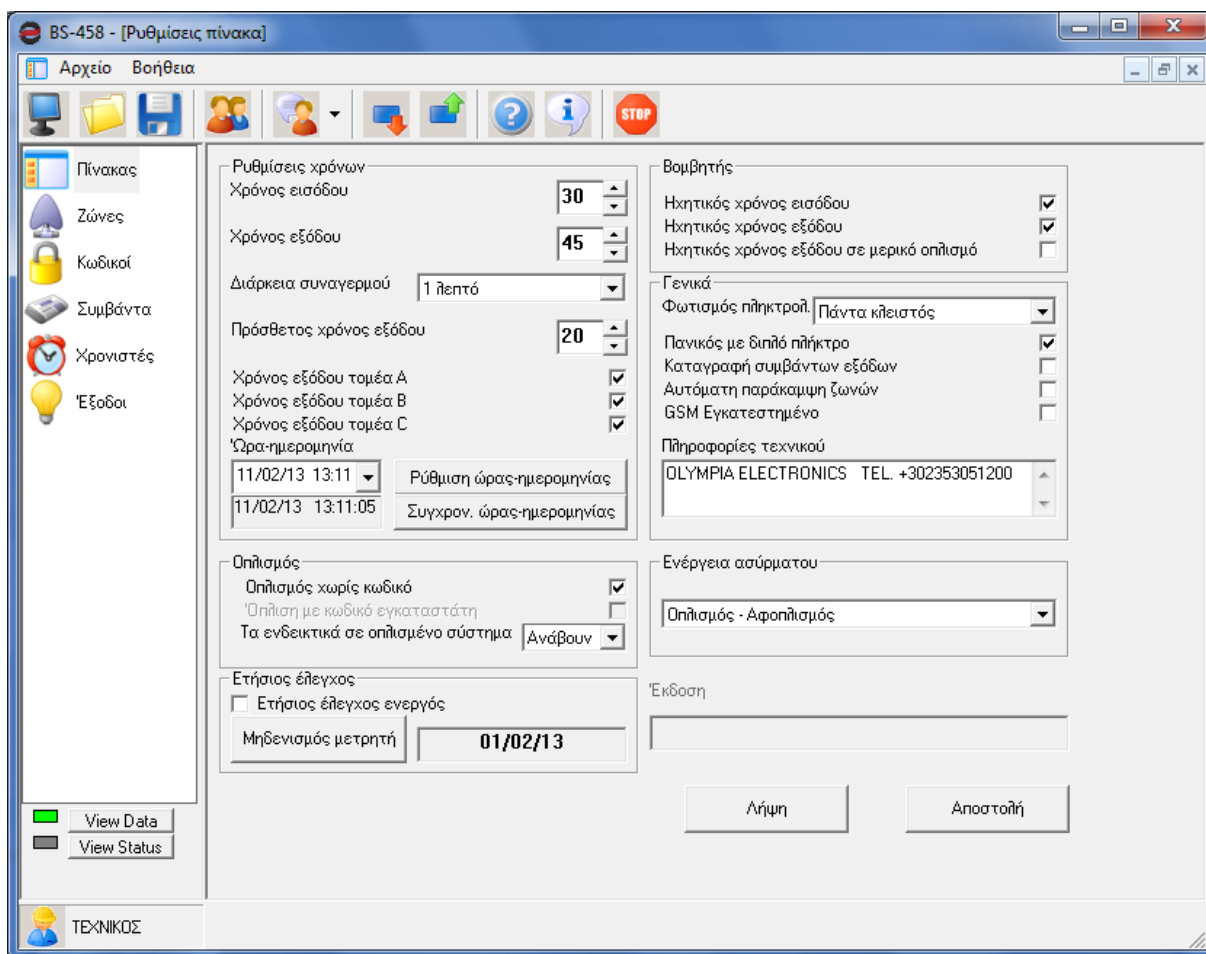 BS-458 - [Ρυθμίσεις πίνακα]
Αρχείο Βοήθεια
STOP
Πίνακας
Ζώνες
Κωδικοί
Συμβάντα
Χρονιστές
Έξοδοι
View Data
View Status
ΤΕΧΝΙΚΟΣ
Ρυθμίσεις χρόνων
Χρόνος εισόδου 30
Χρόνος εξόδου 45
Διάρκεια συναγερμού 1 λεπτό
Πρόσθετος χρόνος εξόδου 20
Χρόνος εξόδου τομέα A
Χρόνος εξόδου τομέα B
Χρόνος εξόδου τομέα C
Ώρα-ημερομηνία
11/02/13 13:11 Ρύθμιση ώρας-ημερομηνίας
11/02/13 13:11:05 Συγχρον. ώρας-ημερομηνίας
Οπλισμός
Οπλισμός χωρίς κωδικό
Όπλιση με κωδικό εγκαταστάτη
Τα ενδεικτικά σε οπλισμένο σύστημα Ανάβουν
Ετήσιος έλεγχος
Ετήσιος έλεγχος ενεργός
Μηδενισμός μετρητή 01/02/13
Βομβητής
Ηχητικός χρόνος εισόδου
Ηχητικός χρόνος εξόδου
Ηχητικός χρόνος εξόδου σε μερικό οπλισμό
Γενικά
Φωτισμός πληκτρολ. Πάντα κλειστός
Πανικός με διπλό πλήκτρο
Καταγραφή συμβάντων εξόδων
Αυτόματη παράκαμψη ζωνών
GSM Εγκατεστημένο
Πληροφορίες τεχνικού
OLYMPIA ELECTRONICS TEL. +302353051200
Ενέργεια ασύρματου
Οπλισμός - Αφοπλισμός
Έκδοση
Λήψη Αποστολή